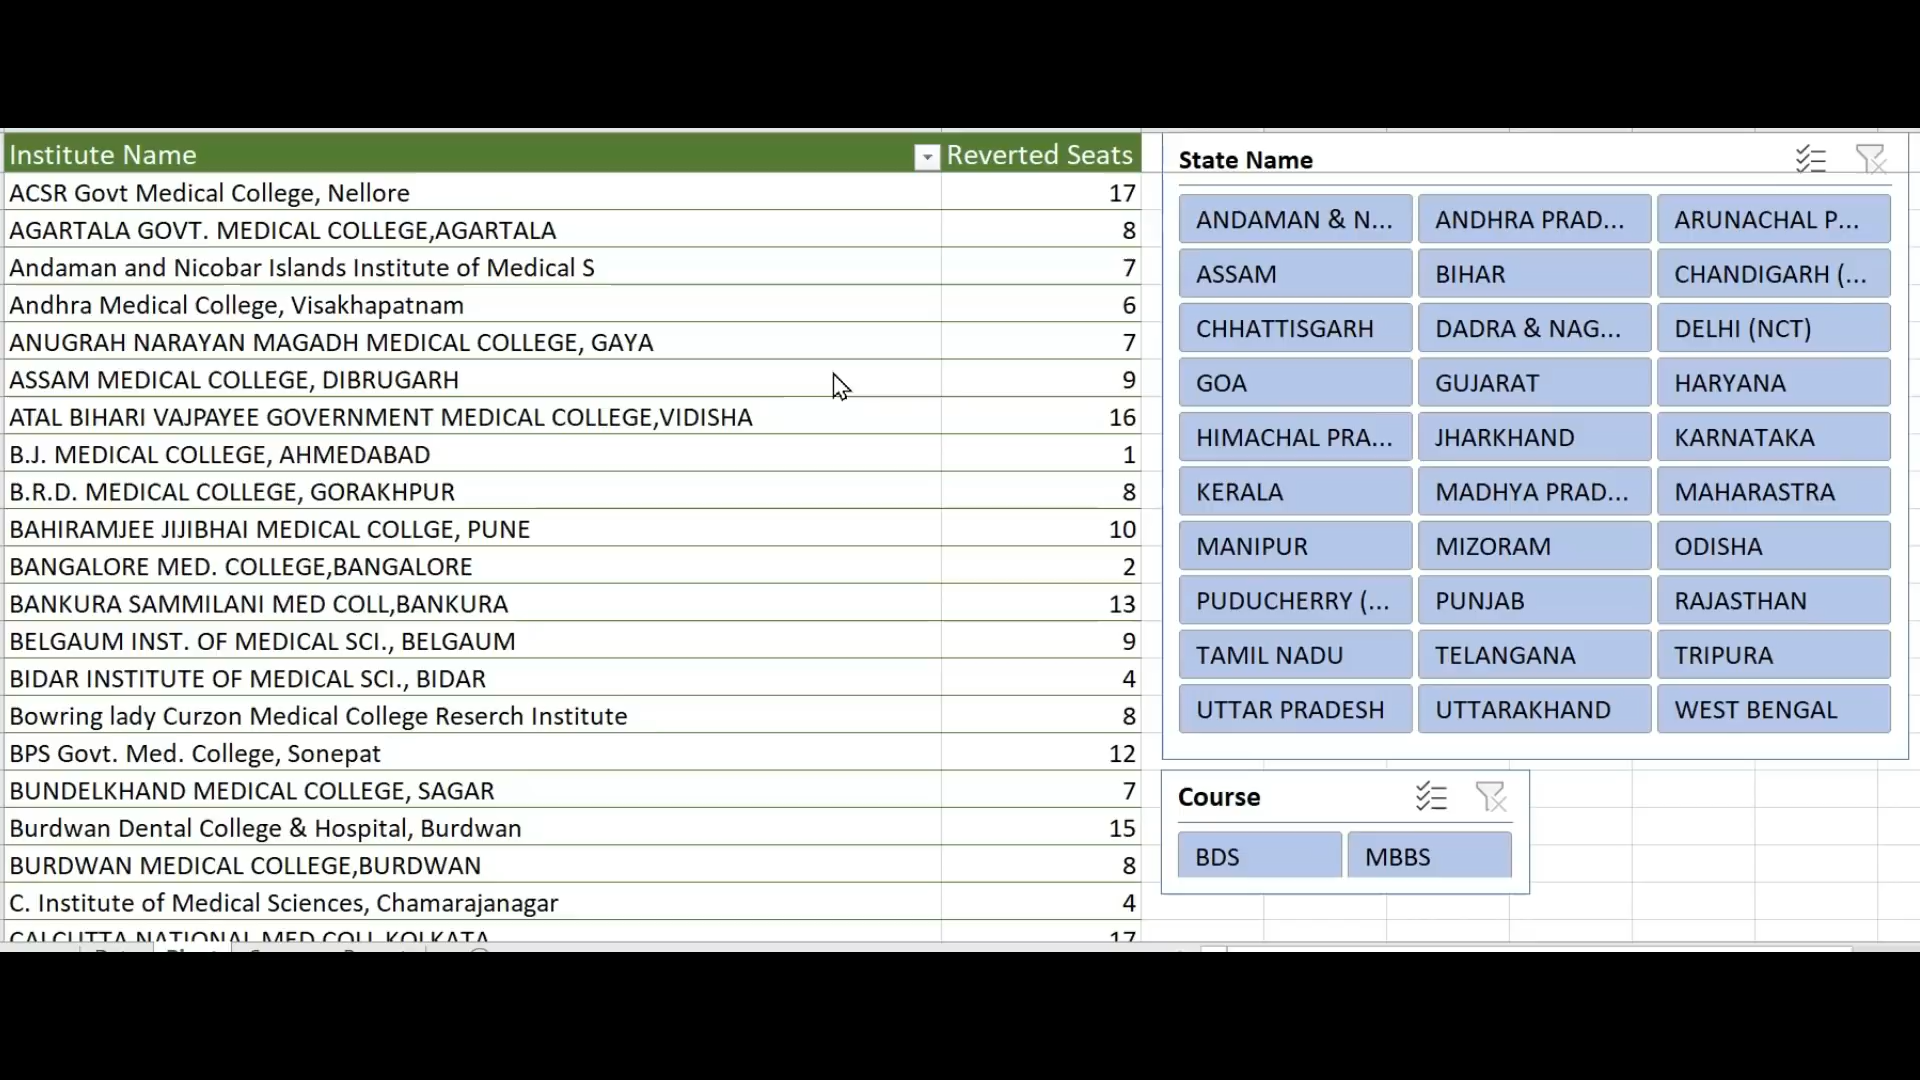 Institute Name Reverted Seats
ACSR Govt Medical College, Nellore 17
AGARTALA GOVT. MEDICAL COLLEGE,AGARTALA 8
Andaman and Nicobar Islands Institute of Medical S 7
Andhra Medical College, Visakhapatnam 6
ANUGRAH NARAYAN MAGADH MEDICAL COLLEGE, GAYA 7
ASSAM MEDICAL COLLEGE, DIBRUGARH 9
ATAL BIHARI VAJPAYEE GOVERNMENT MEDICAL COLLEGE,VIDISHA 16
B.J. MEDICAL COLLEGE, AHMEDABAD 1
B.R.D. MEDICAL COLLEGE, GORAKHPUR 8
BAHIRAMJEE JIJIBHAI MEDICAL COLLGE, PUNE 10
BANGALORE MED. COLLEGE,BANGALORE 2
BANKURA SAMMILANI MED COLL,BANKURA 13
BELGAUM INST. OF MEDICAL SCI., BELGAUM 9
BIDAR INSTITUTE OF MEDICAL SCI., BIDAR 4
Bowring lady Curzon Medical College Reserch Institute 8
BPS Govt. Med. College, Sonepat 12
BUNDELKHAND MEDICAL COLLEGE, SAGAR 7
Burdwan Dental College & Hospital, Burdwan 15
BURDWAN MEDICAL COLLEGE,BURDWAN 8
C. Institute of Medical Sciences, Chamarajanagar 4
CALCUTTA NATIONAL MED COLL,KOLKATA 17
State Name
ANDAMAN & N... ANDHRA PRAD... ARUNACHAL P...
ASSAM BIHAR CHANDIGARH (...
CHHATTISGARH DADRA & NAG... DELHI (NCT)
GOA GUJARAT HARYANA
HIMACHAL PRA... JHARKHAND KARNATAKA
KERALA MADHYA PRAD... MAHARASTRA
MANIPUR MIZORAM ODISHA
PUDUCHERRY (... PUNJAB RAJASTHAN
TAMIL NADU TELANGANA TRIPURA
UTTAR PRADESH UTTARAKHAND WEST BENGAL
Course
BDS MBBS